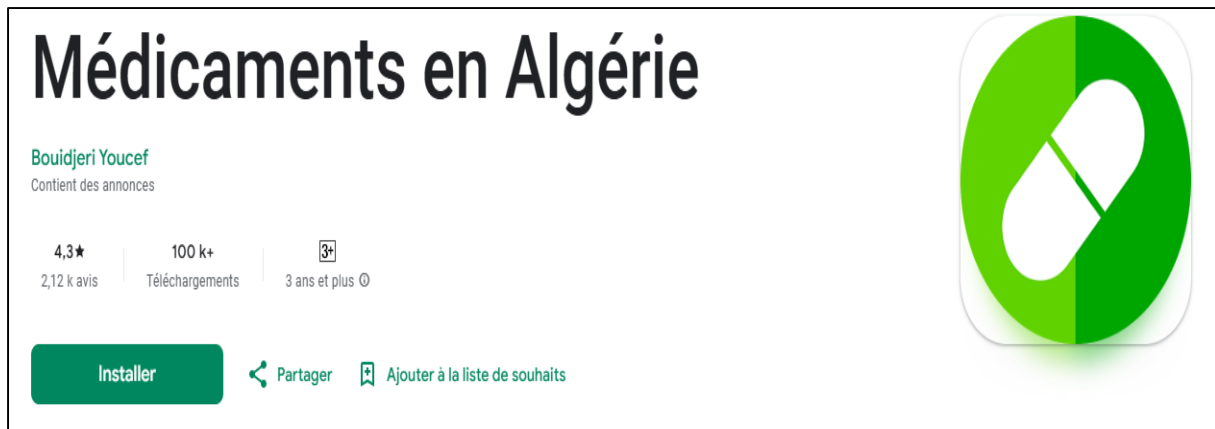 Médicaments en Algérie
Bouidjeri Youcef
Contient des annonces
4,3★ 100 k+ 3+
2,12 k avis Téléchargements 3 ans et plus
Installer Partager Ajouter à la liste de souhaits